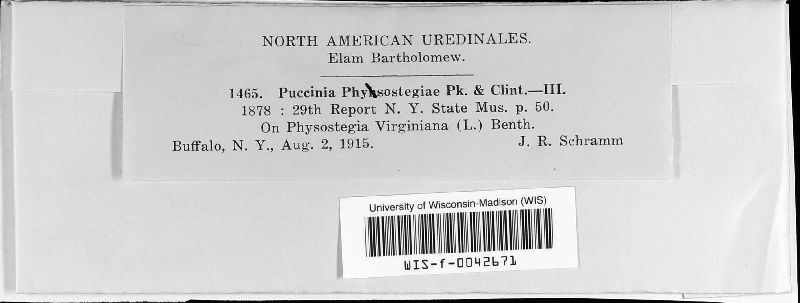 NORTH AMERICAN UREDINALES.
Elam Bartholomew.
1465. Puccinia Physostegiae Pk. & Clint.—III.
1878 : 29th Report N. Y. State Mus. p. 50.
On Physostegia Virginiana (L.) Benth.
Buffalo, N. Y., Aug. 2, 1915. J. R. Schramm
University of Wisconsin-Madison (WIS)
WIS-f-0042671